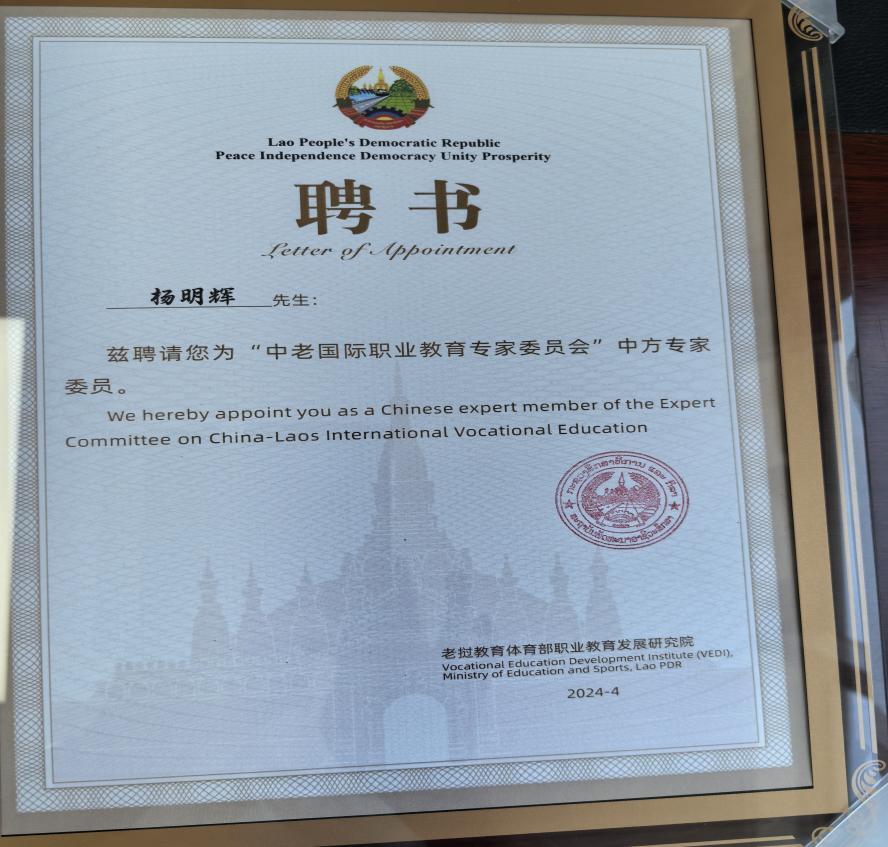 Lao People's Democratic Republic
Peace Independence Democracy Unity Prosperity
聘书
Letter of Appointment
杨明辉 先生：
兹聘请您为“中老国际职业教育专家委员会”中方专家
委员。
We hereby appoint you as a Chinese expert member of the Expert
Committee on China-Laos International Vocational Education
老挝教育体育部职业教育发展研究院
Vocational Education Development Institute (VEDI),
Ministry of Education and Sports, Lao PDR
2024-4